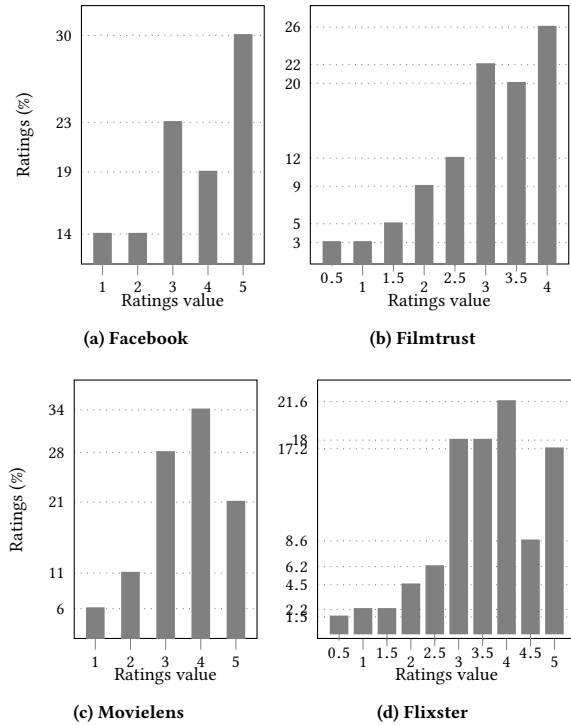 Ratings (%)
30
23
19
14
1 2 3 4 5
Ratings value
(a) Facebook
26
22
20
12
9
5
3
0.5 1 1.5 2 2.5 3 3.5 4
Ratings value
(b) Filmtrust
Ratings (%)
34
28
21
11
6
1 2 3 4 5
Ratings value
(c) Movielens
21.6
18
17.2
8.6
6.2
4.5
2.2
1.5
0.5 1 1.5 2 2.5 3 3.5 4 4.5 5
Ratings value
(d) Flixster